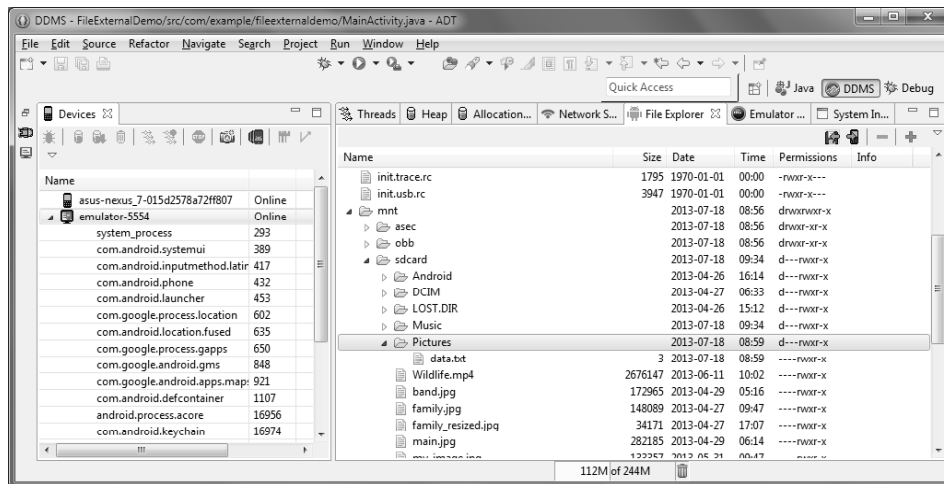 DDMS - FileExternalDemo/src/com/example/fileexternaldemo/MainActivity.java - ADT
File Edit Source Refactor Navigate Search Project Run Window Help
Quick Access Java DDMS Debug
Devices
Name
asus-nexus_7-015d2578a72ff807 Online
emulator-5554 Online
system_process 293
com.android.systemui 389
com.android.inputmethod.latir 417
com.android.phone 432
com.android.launcher 453
com.google.process.location 602
com.android.location.fused 635
com.google.process.gapps 650
com.google.android.gms 848
com.google.android.apps.map: 921
com.android.defcontainer 1107
android.process.acore 16956
com.android.keychain 16974
Threads Heap Allocation... Network S... File Explorer Emulator ... System In...
Name Size Date Time Permissions Info
init.trace.rc 1795 1970-01-01 00:00 -rwxr-x---
init.usb.rc 3947 1970-01-01 00:00 -rwxr-x---
mnt 2013-07-18 08:56 drwxrwxr-x
asec 2013-07-18 08:56 drwxr-xr-x
obb 2013-07-18 08:56 drwxr-xr-x
sdcard 2013-07-18 09:34 d---rwxr-x
Android 2013-04-26 16:14 d---rwxr-x
DCIM 2013-04-27 06:33 d---rwxr-x
LOST.DIR 2013-04-26 15:12 d---rwxr-x
Music 2013-07-18 09:34 d---rwxr-x
Pictures 2013-07-18 08:59 d---rwxr-x
data.txt 3 2013-07-18 08:59 ----rwxr-x
Wildlife.mp4 2676147 2013-06-11 10:02 ----rwxr-x
band.jpg 172965 2013-04-29 05:16 ----rwxr-x
family.jpg 148089 2013-04-27 09:47 ----rwxr-x
family_resized.jpg 34171 2013-04-27 17:07 ----rwxr-x
main.jpg 282185 2013-04-29 06:14 ----rwxr-x
112M of 244M